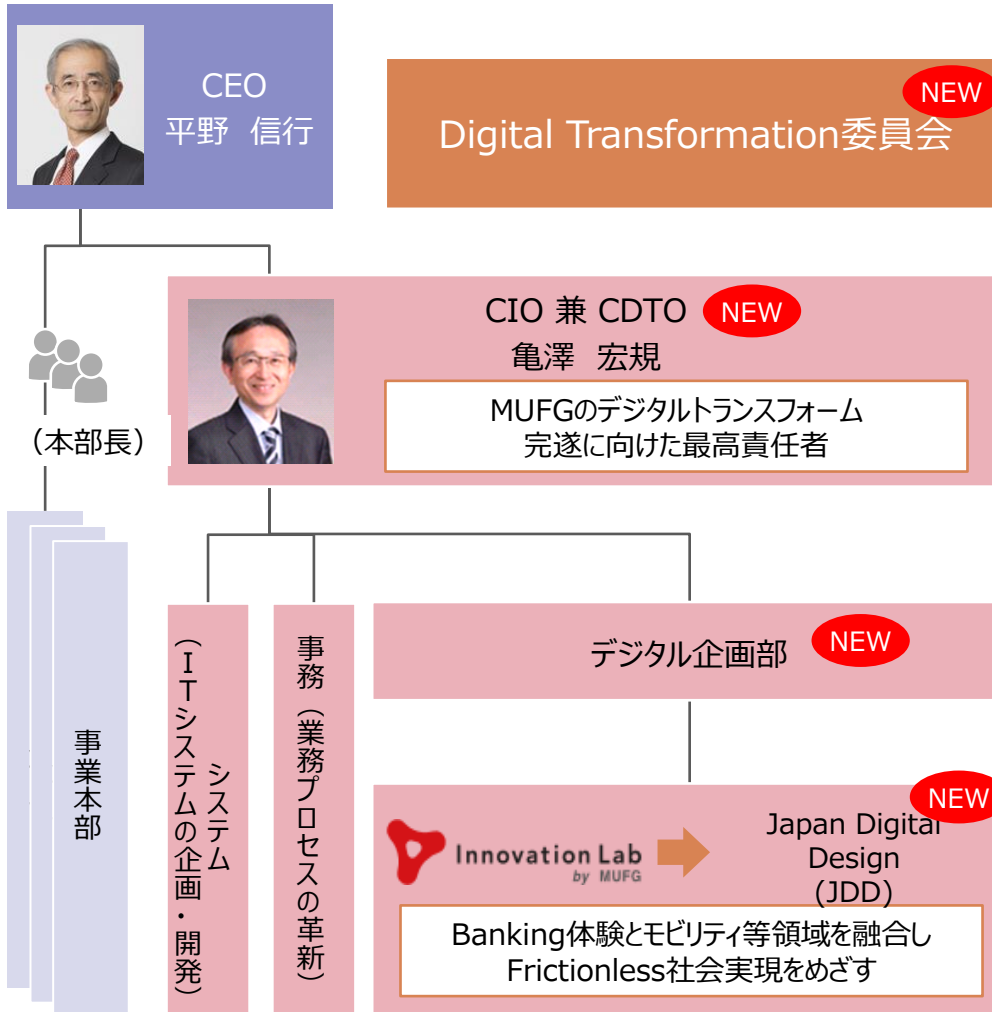 CEO
平野 信行
NEW
Digital Transformation委員会
CIO 兼 CDTO
NEW
亀澤 宏規
MUFGのデジタルトランスフォーム
完遂に向けた最高責任者
(本部長)
事業本部
システム
(ITシステムの企画・開発)
事務(業務プロセスの革新)
デジタル企画部
NEW
NEW
Innovation Lab
by MUFG
Japan Digital
Design
(JDD)
Banking体験とモビリティ等領域を融合し
Frictionless社会実現をめざす